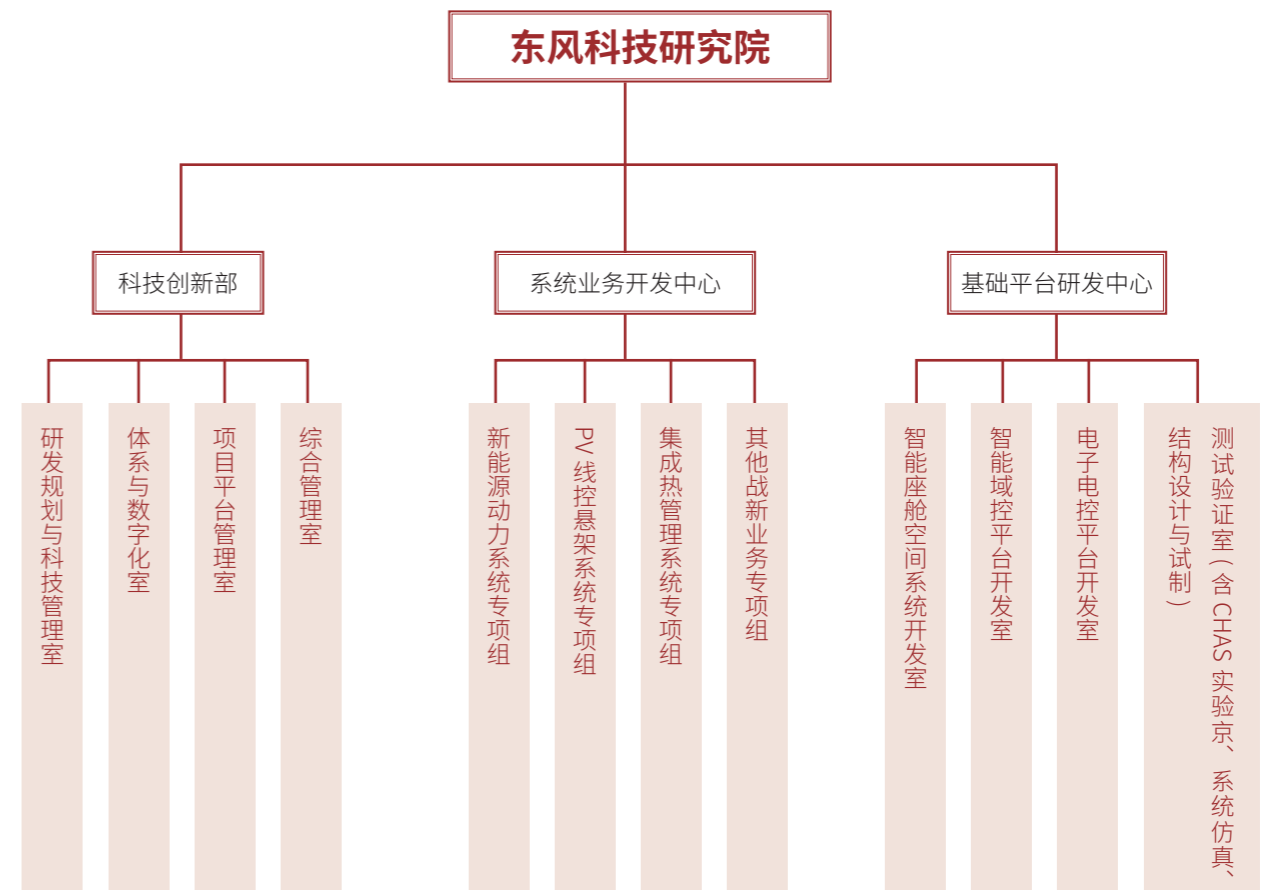 东风科技研究院
科技创新部
系统业务开发中心
基础平台研发中心
研发规划与科技管理室
体系与数字化室
项目平台管理室
综合管理室
新能源动力系统专项组
PV 线控悬架系统专项组
集成热管理系统专项组
其他战新业务专项组
智能座舱空间系统开发室
智能域控平台开发室
电子电控平台开发室
测试验证室(含 CHAS 实验京、系统仿真、
结构设计与试制)